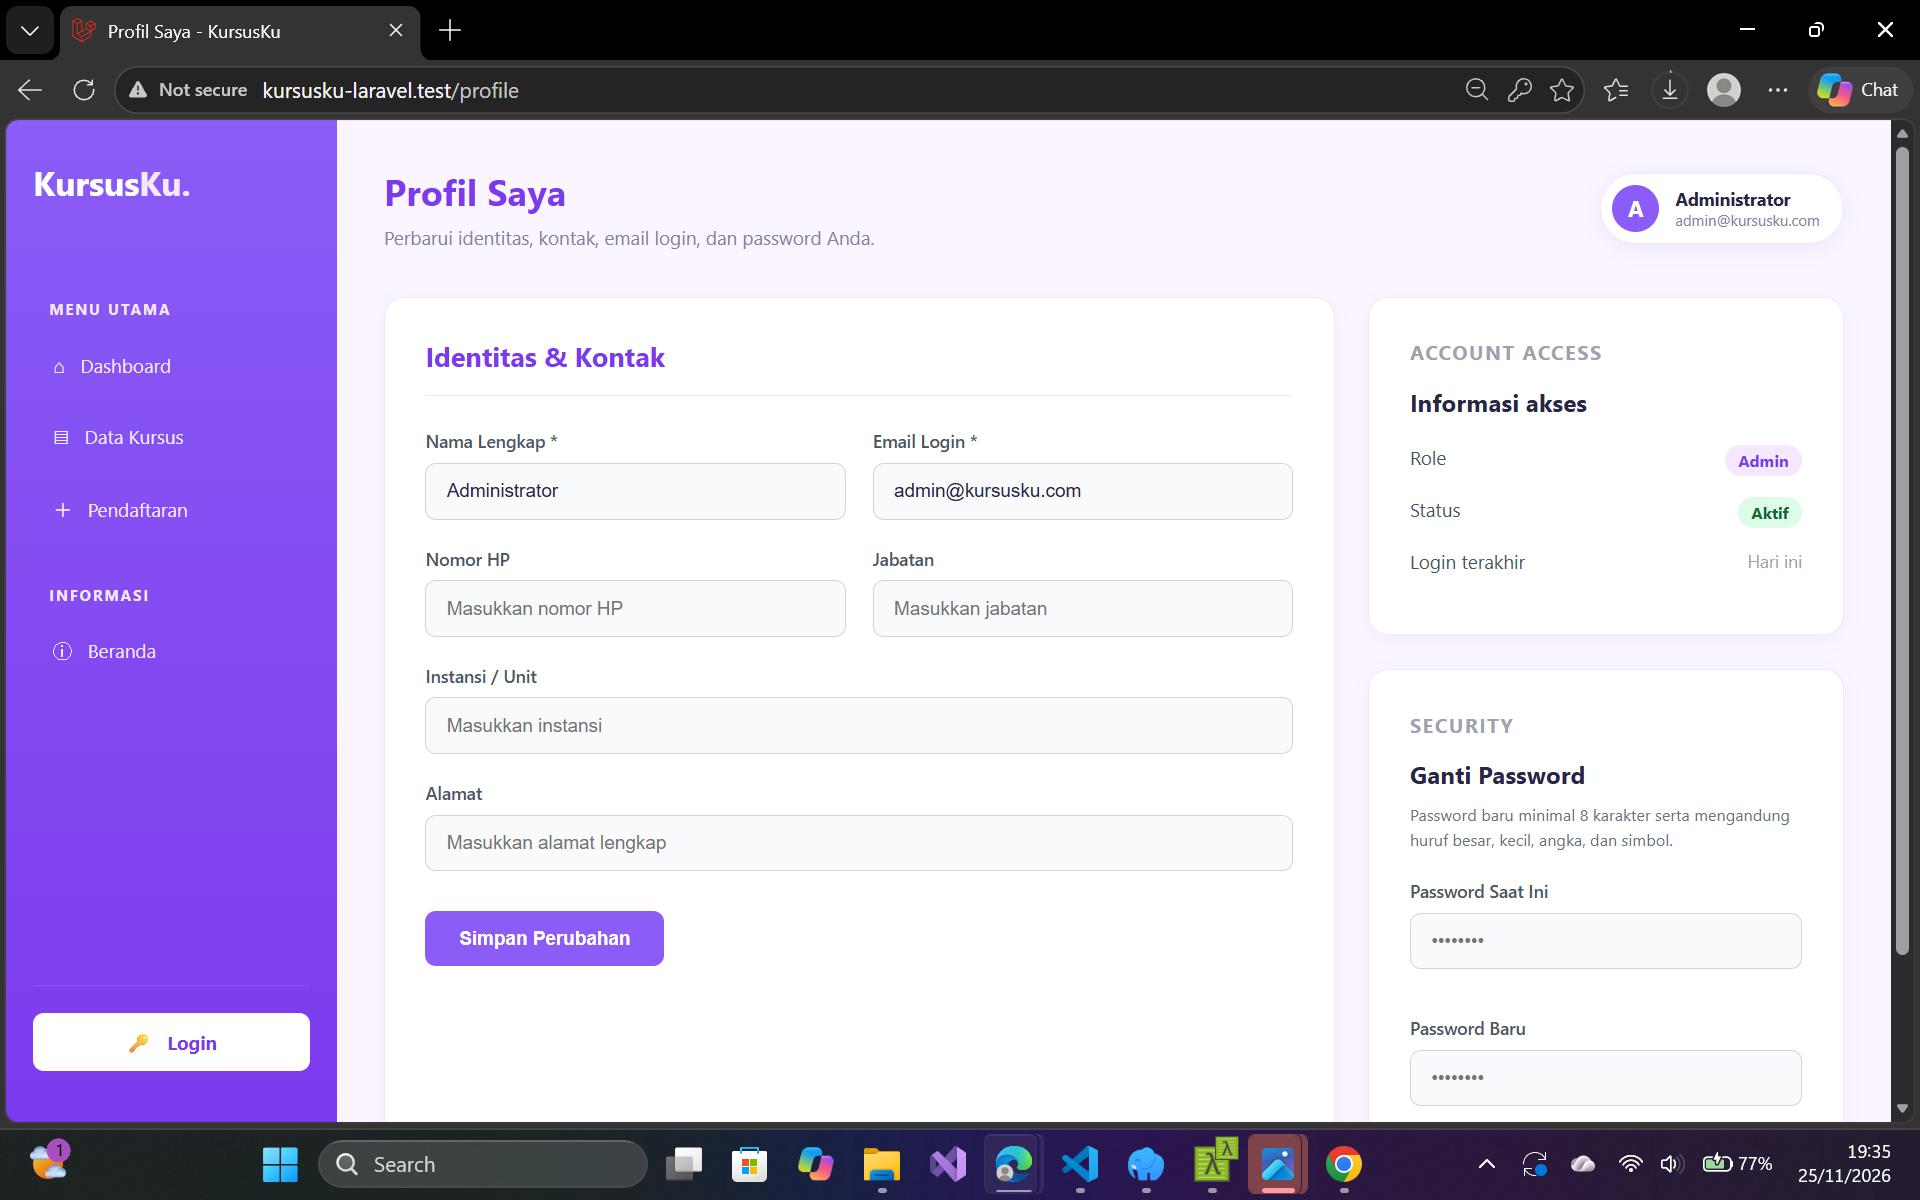 Profil Saya - KursusKu
Not secure
kursusku-laravel.test/profile
Chat
KursusKu.
MENU UTAMA
Dashboard
Data Kursus
Pendaftaran
INFORMASI
Beranda
Login
Profil Saya
Perbarui identitas, kontak, email login, dan password Anda.
A
Administrator
admin@kursusku.com
Identitas & Kontak
Nama Lengkap *
Administrator
Email Login *
admin@kursusku.com
Nomor HP
Masukkan nomor HP
Jabatan
Masukkan jabatan
Instansi / Unit
Masukkan instansi
Alamat
Masukkan alamat lengkap
Simpan Perubahan
ACCOUNT ACCESS
Informasi akses
Role
Admin
Status
Aktif
Login terakhir
Hari ini
SECURITY
Ganti Password
Password baru minimal 8 karakter serta mengandung
huruf besar, kecil, angka, dan simbol.
Password Saat Ini
••••••••
Password Baru
••••••••
1
Search
77%
19:35
25/11/2026